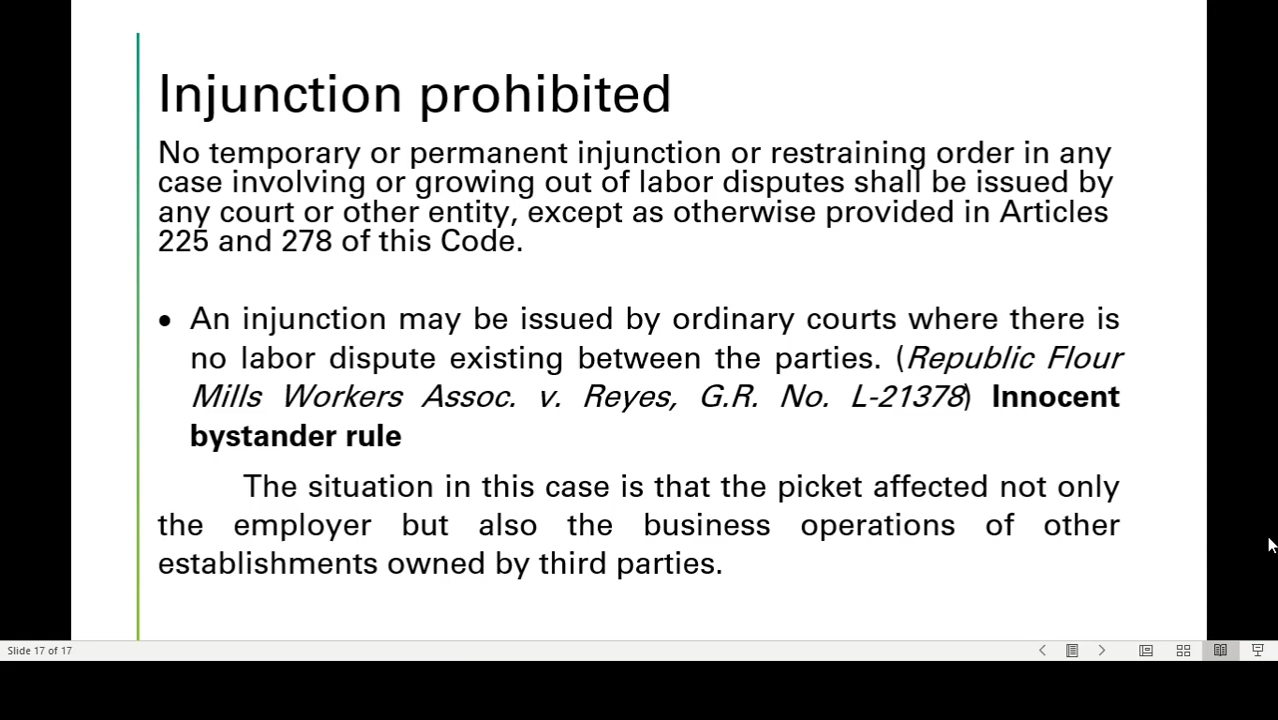 Injunction prohibited
No temporary or permanent injunction or restraining order in any
case involving or growing out of labor disputes shall be issued by
any court or other entity, except as otherwise provided in Articles
225 and 278 of this Code.
• An injunction may be issued by ordinary courts where there is
no labor dispute existing between the parties. (Republic Flour
Mills Workers Assoc. v. Reyes, G.R. No. L-21378) Innocent
bystander rule
The situation in this case is that the picket affected not only
the employer but also the business operations of other
establishments owned by third parties.
Slide 17 of 17